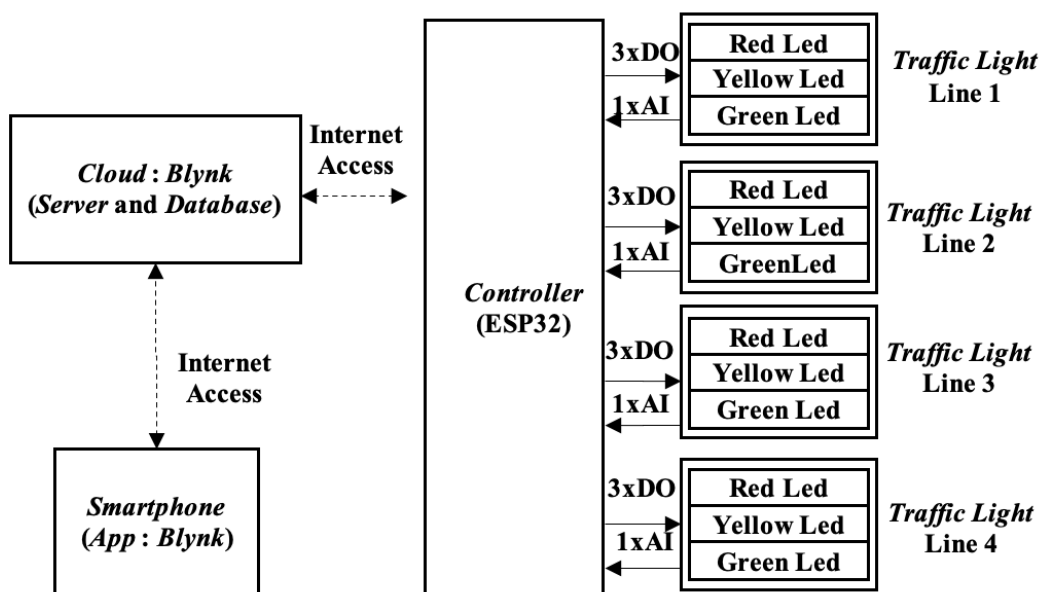 Cloud : Blynk
(Server and Database)
Internet
Access
Internet
Access
Smartphone
(App : Blynk)
Controller
(ESP32)
3xDO
1xAI
Red Led
Yellow Led
Green Led
Traffic Light
Line 1
3xDO
1xAI
Red Led
Yellow Led
GreenLed
Traffic Light
Line 2
3xDO
1xAI
Red Led
Yellow Led
Green Led
Traffic Light
Line 3
3xDO
1xAI
Red Led
Yellow Led
Green Led
Traffic Light
Line 4